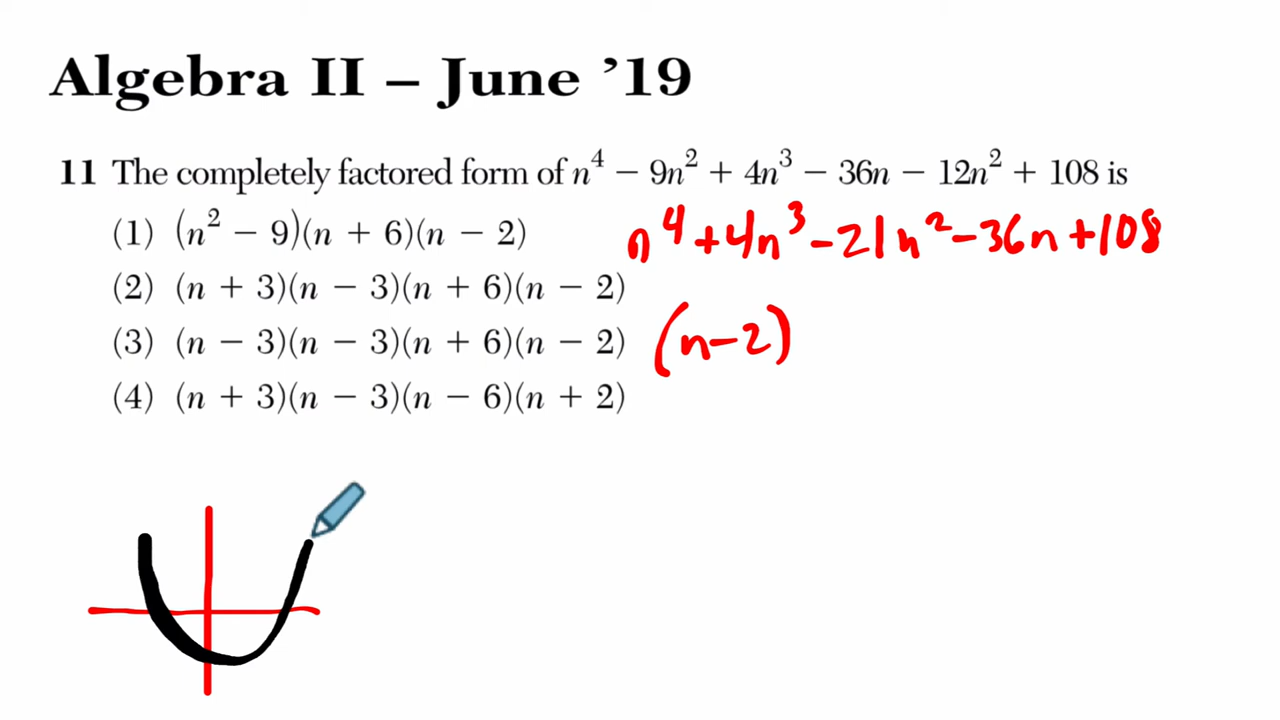 Algebra II – June ’19
11 The completely factored form of n⁴ − 9n² + 4n³ − 36n − 12n² + 108 is
(1) (n² − 9)(n + 6)(n − 2)
n⁴+4n³-21n²-36n+108
(2) (n + 3)(n − 3)(n + 6)(n − 2)
(3) (n − 3)(n − 3)(n + 6)(n − 2)
(n-2)
(4) (n + 3)(n − 3)(n − 6)(n + 2)